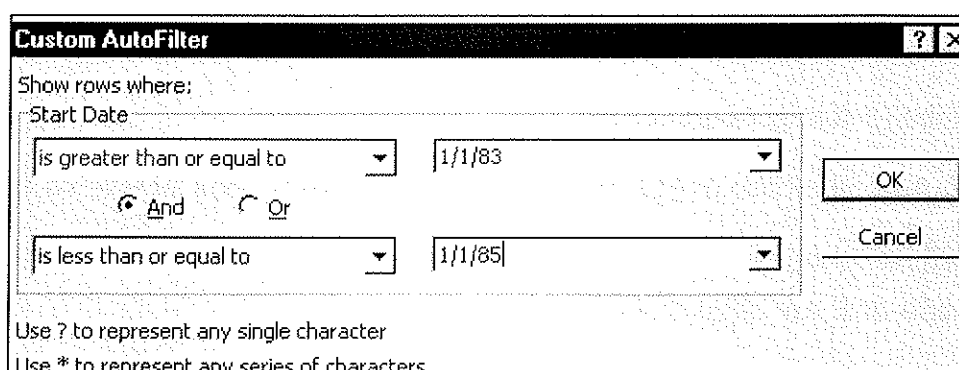 Custom AutoFilter
Show rows where:
Start Date
is greater than or equal to 1/1/83
And Or
is less than or equal to 1/1/85
OK
Cancel
Use ? to represent any single character
Use * to represent any series of characters